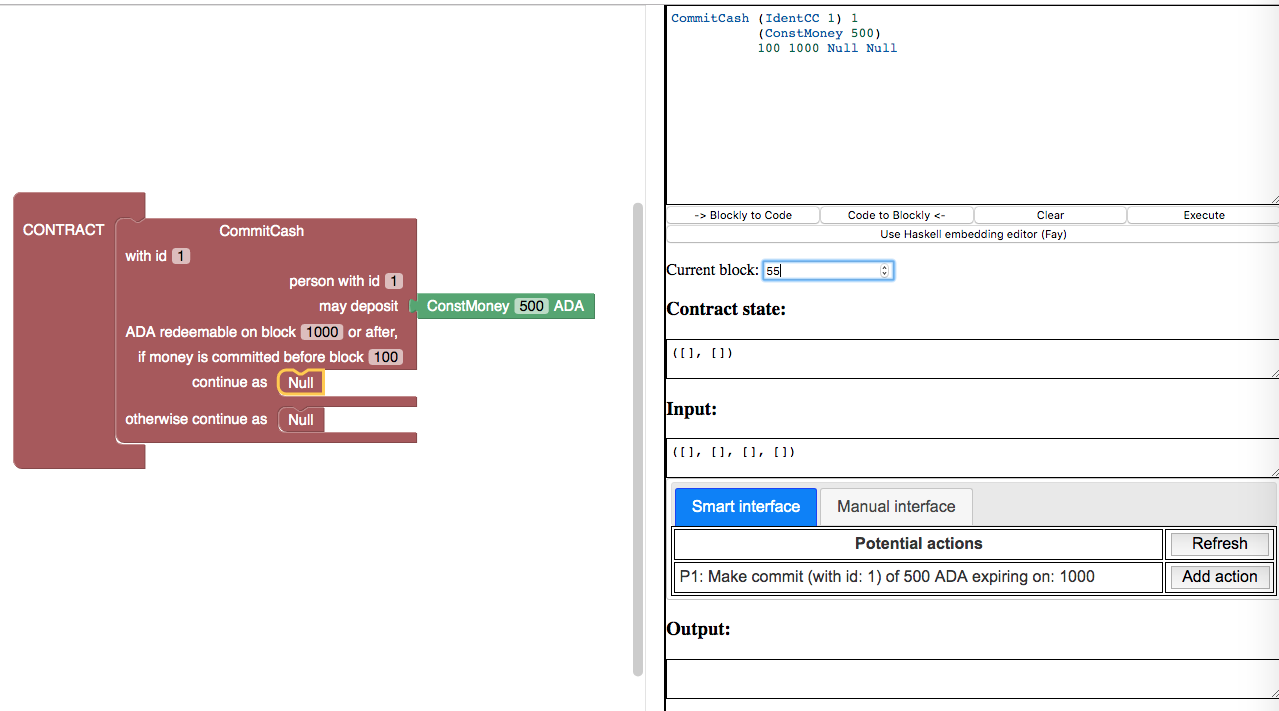 CONTRACT
CommitCash
with id 1
person with id 1
may deposit ConstMoney 500 ADA
ADA redeemable on block 1000 or after,
if money is committed before block 100
continue as Null
otherwise continue as Null
CommitCash (IdentCC 1) 1
(ConstMoney 500)
100 1000 Null Null
-> Blockly to Code Code to Blockly <- Clear Execute
Use Haskell embedding editor (Fay)
Current block: 55
Contract state:
([], [])
Input:
([], [], [], [])
Smart interface Manual interface
Potential actions Refresh
P1: Make commit (with id: 1) of 500 ADA expiring on: 1000 Add action
Output: